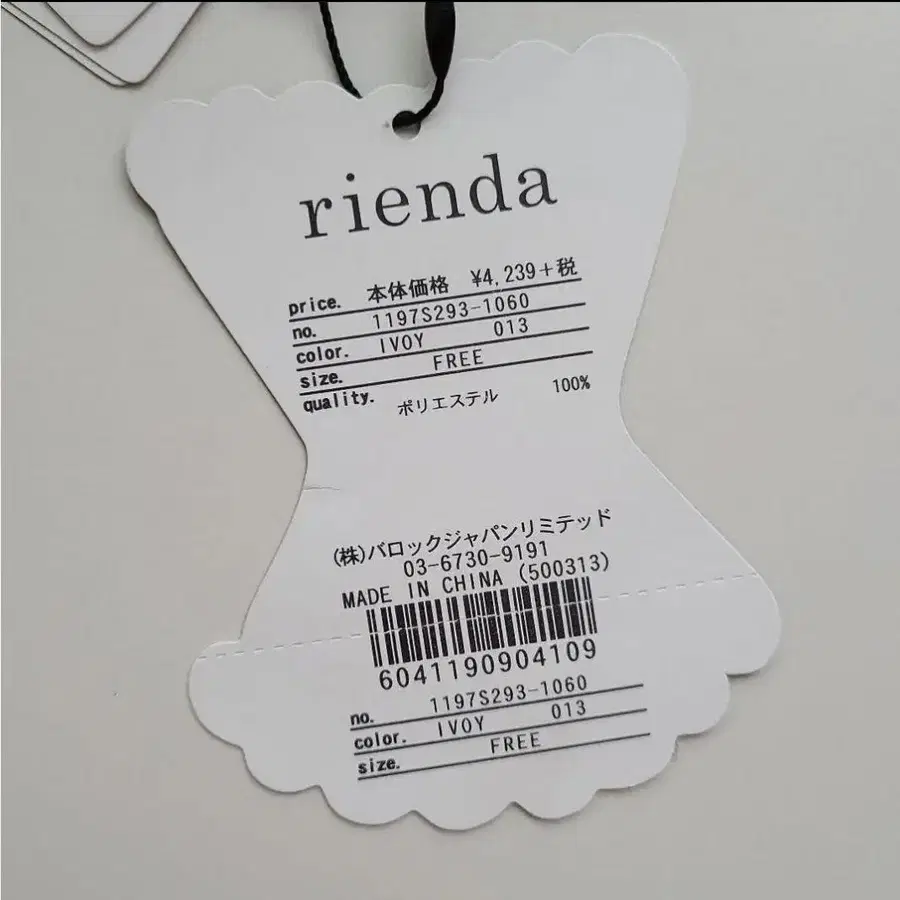 rienda
price. 本体価格 ¥4,239+税
no. 1197S293-1060
color. IVOY 013
size. FREE
quality. ポリエステル 100%
(株)バロックジャパンリミテッド
03-6730-9191
MADE IN CHINA (500313)
6041190904109
no. 1197S293-1060
color. IVOY 013
size. FREE